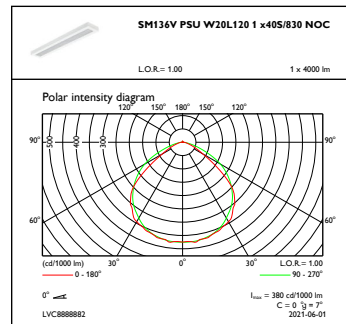 SM136V PSU W20L120 1 x40S/830 NOC
L.O.R.= 1.00 1 x 4000 lm
Polar intensity diagram
120° 150° 180° 150° 120°
90° 500 400 300 90°
60° 60°
(cd/1000 lm) 30° 0° 30° L.O.R.= 1.00
0 - 180° 90 - 270°
0° Imax = 380 cd/1000 lm
C = 0 °g = 7°
LVC8888882 2021-06-01